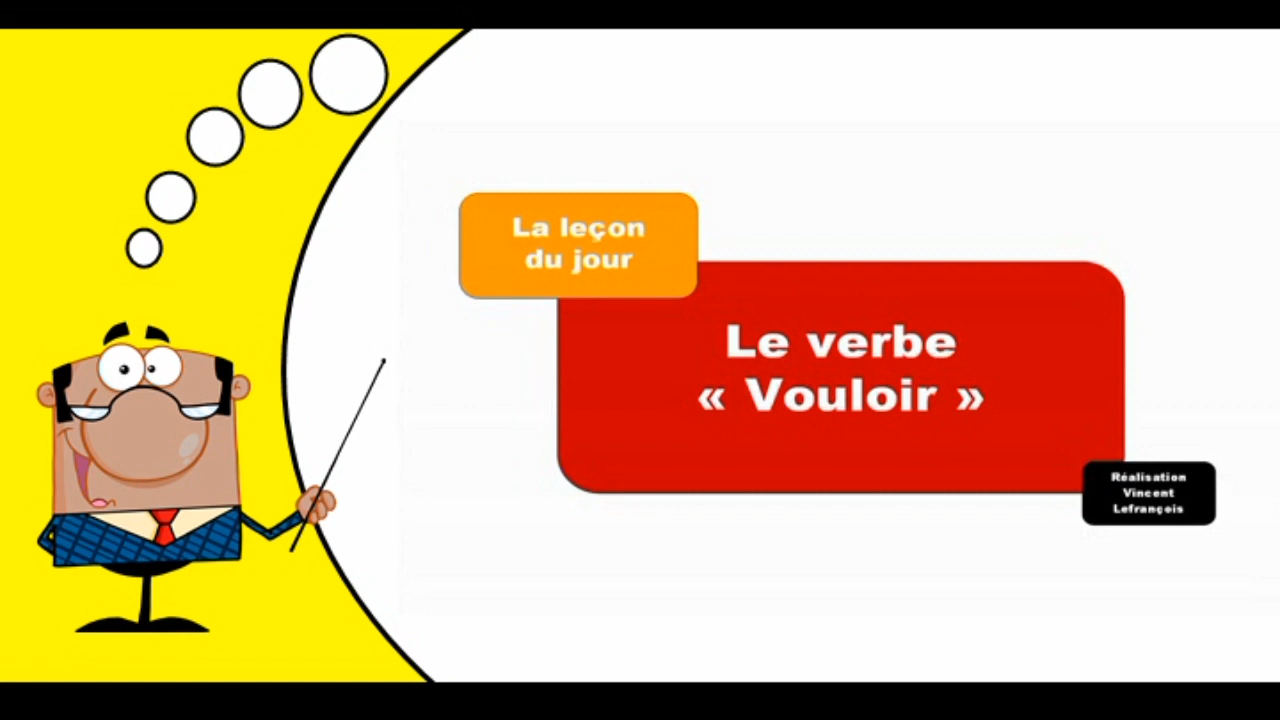 La leçon
du jour
Le verbe
« Vouloir »
Réalisation
Vincent
Lefrançois